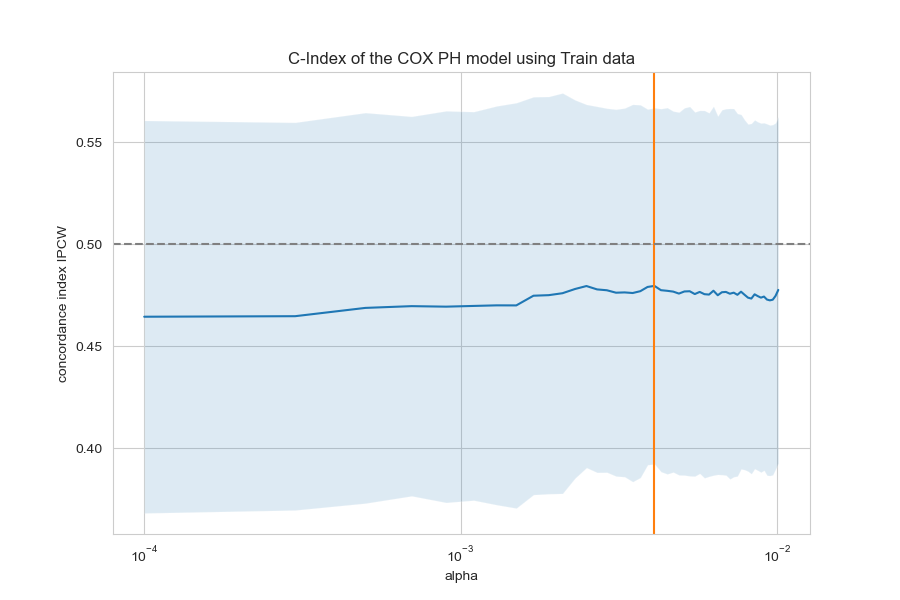 C-Index of the COX PH model using Train data
concordance index IPCW
0.55
0.50
0.45
0.40
10⁻⁴
10⁻³
10⁻²
alpha